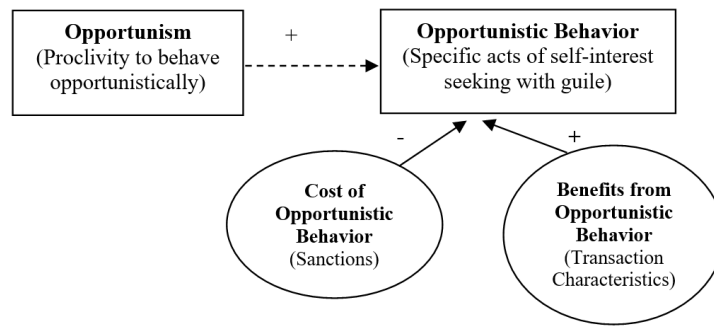 Opportunism
(Proclivity to behave
opportunistically)
+
Opportunistic Behavior
(Specific acts of self-interest
seeking with guile)
-
+
Cost of
Opportunistic
Behavior
(Sanctions)
Benefits from
Opportunistic
Behavior
(Transaction
Characteristics)